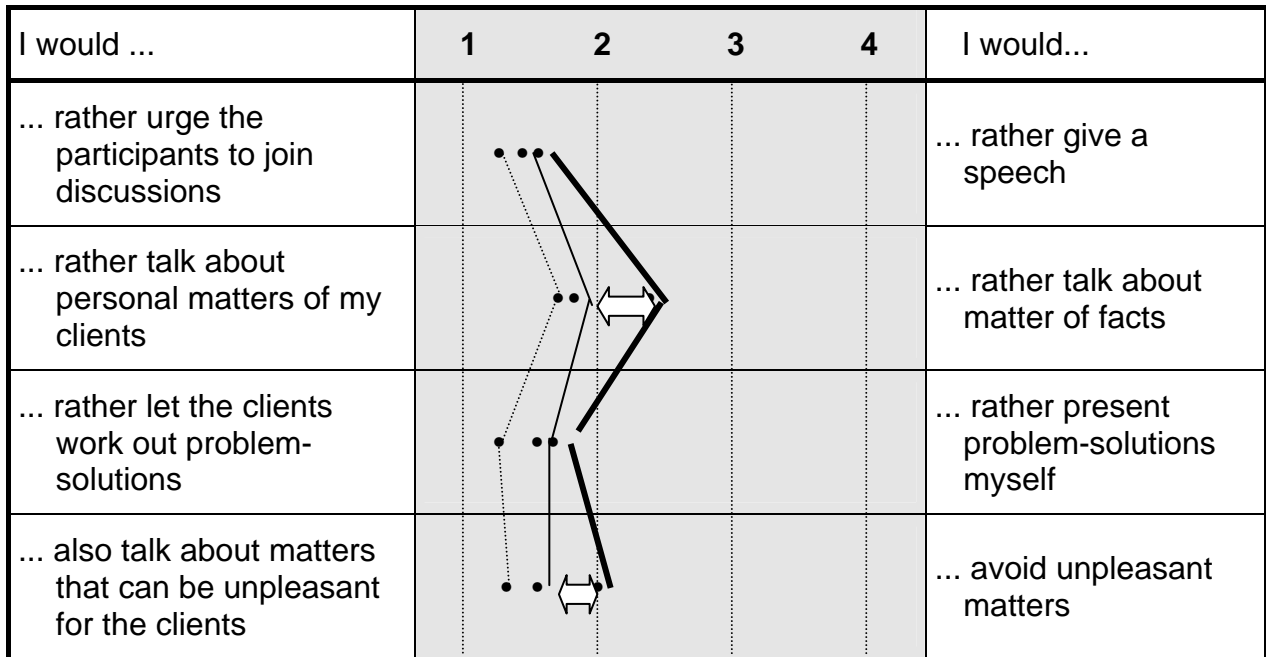 I would ... 1 2 3 4 I would...
... rather urge the
participants to join
discussions
... rather give a
speech
... rather talk about
personal matters of my
clients
... rather talk about
matter of facts
... rather let the clients
work out problem-
solutions
... rather present
problem-solutions
myself
... also talk about matters
that can be unpleasant
for the clients
... avoid unpleasant
matters